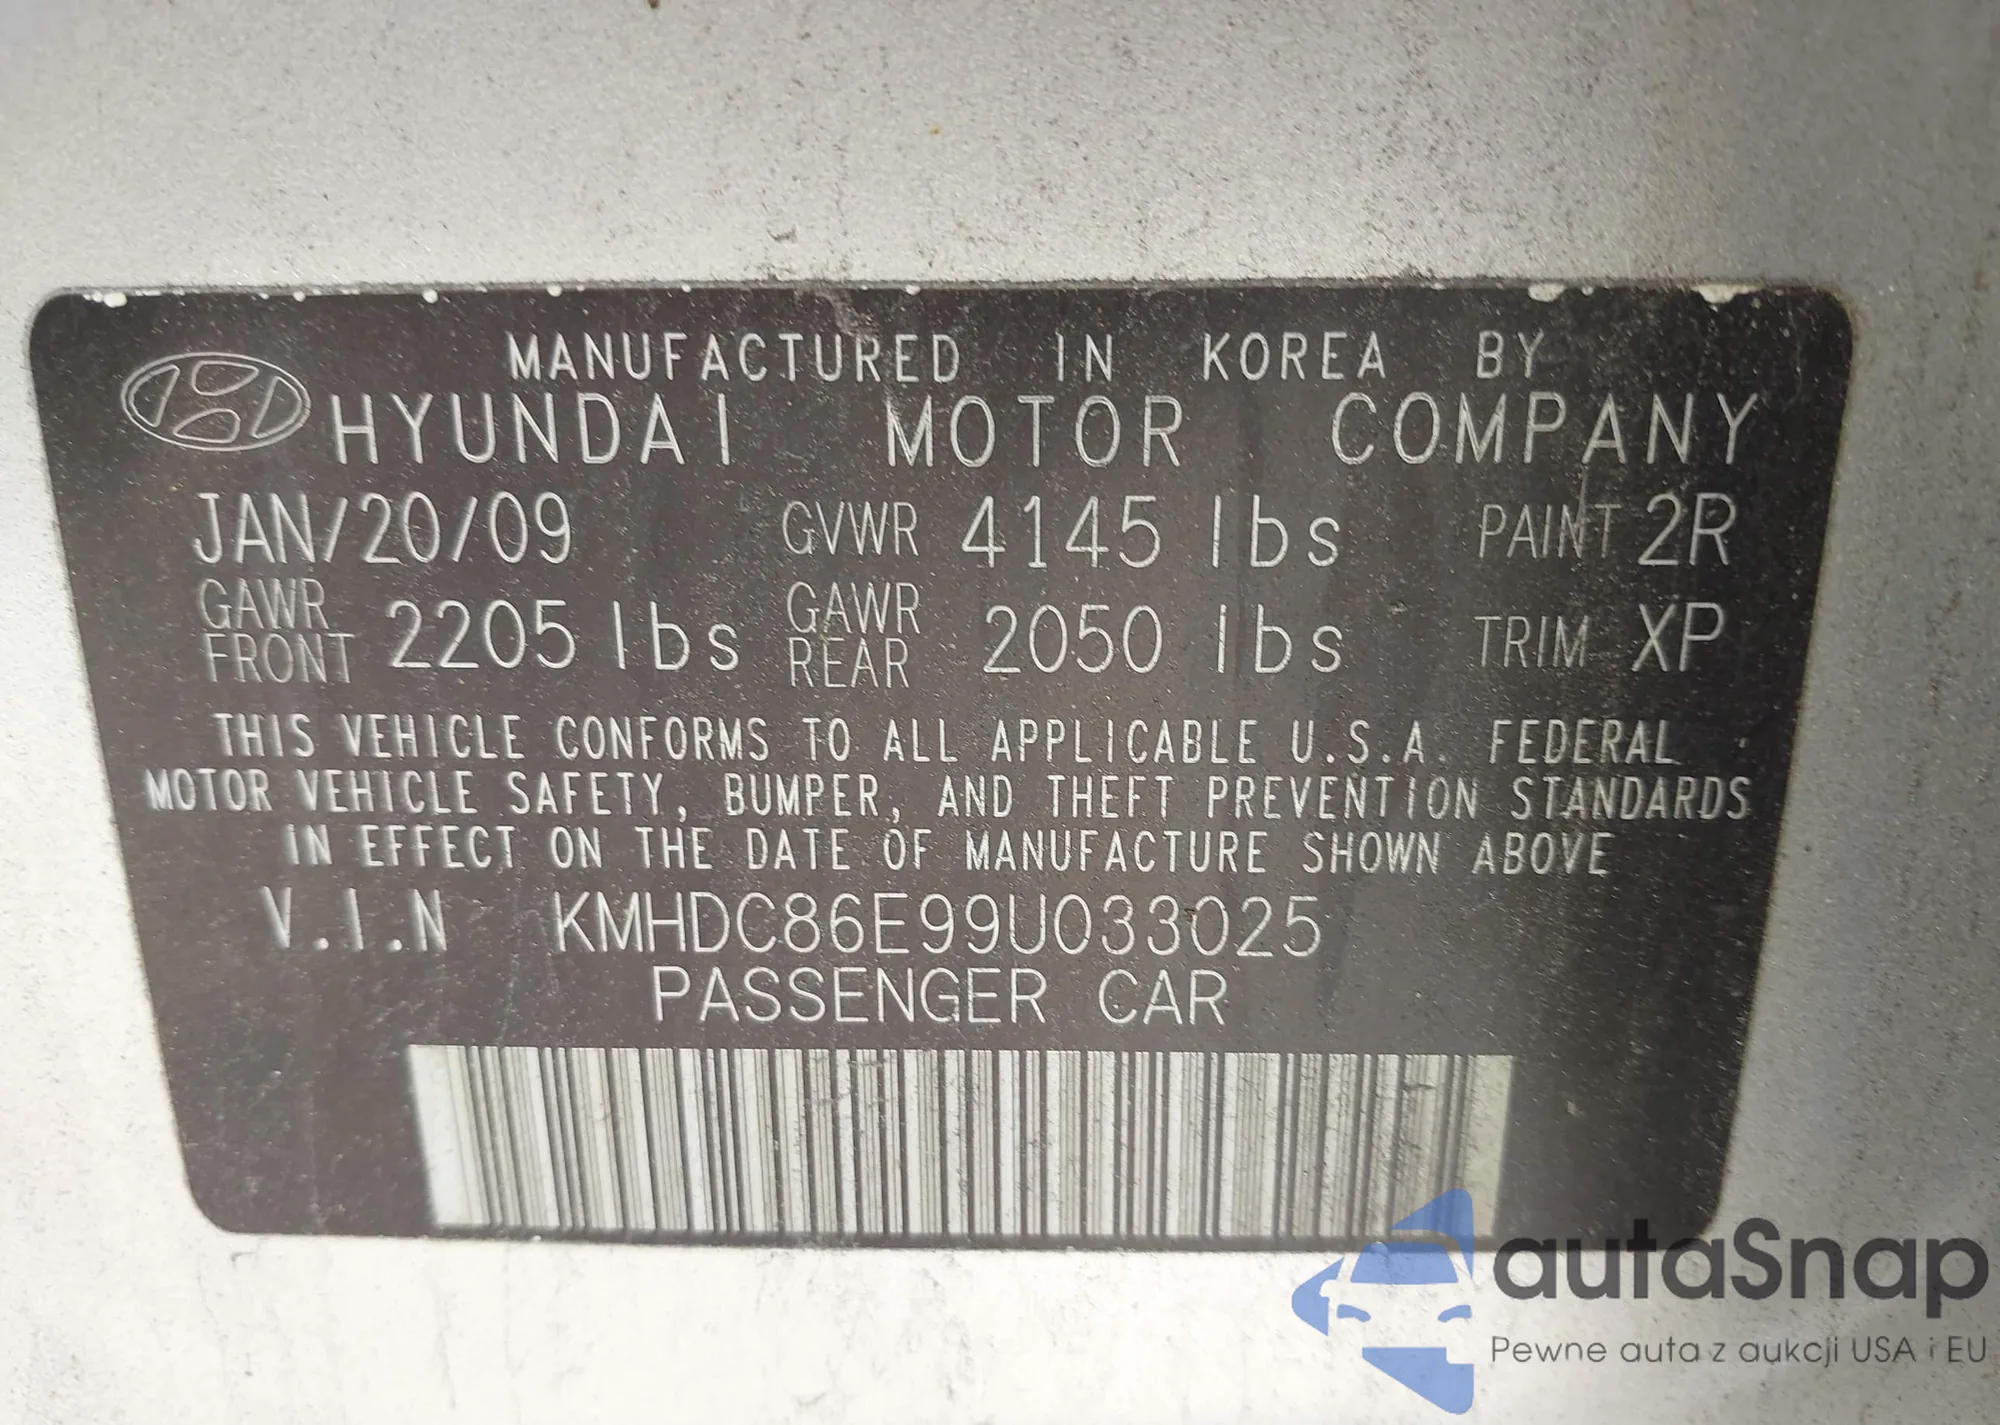 MANUFACTURED IN KOREA BY
HYUNDAI MOTOR COMPANY
JAN/20/09 GVWR 4145 lbs PAINT 2R
GAWR FRONT 2205 lbs GAWR REAR 2050 lbs TRIM XP
THIS VEHICLE CONFORMS TO ALL APPLICABLE U.S.A. FEDERAL
MOTOR VEHICLE SAFETY, BUMPER, AND THEFT PREVENTION STANDARDS
IN EFFECT ON THE DATE OF MANUFACTURE SHOWN ABOVE
V.I.N KMHDC86E99U033025
PASSENGER CAR
autaSnap
Pewne auta z aukcji USA i EU